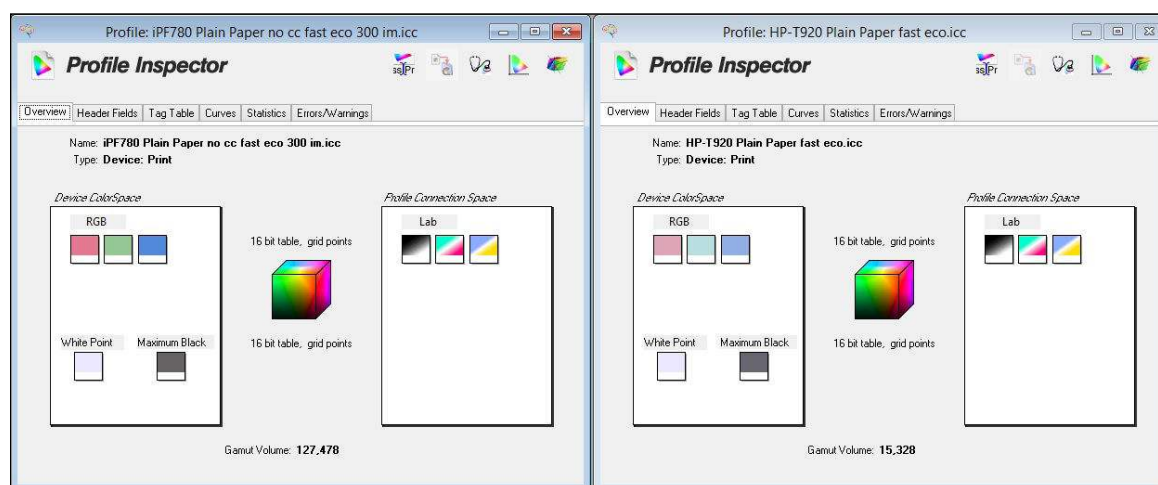 Profile: iPF780 Plain Paper no cc fast eco 300 im.icc
Profile Inspector
Overview Header Fields Tag Table Curves Statistics Errors/Warnings
Name: iPF780 Plain Paper no cc fast eco 300 im.icc
Type: Device: Print
Device ColorSpace
Profile Connection Space
RGB
Lab
16 bit table, grid points
White Point Maximum Black
16 bit table, grid points
Gamut Volume: 127,478
Profile: HP-T920 Plain Paper fast eco.icc
Profile Inspector
Overview Header Fields Tag Table Curves Statistics Errors/Warnings
Name: HP-T920 Plain Paper fast eco.icc
Type: Device: Print
Device ColorSpace
Profile Connection Space
RGB
Lab
16 bit table, grid points
White Point Maximum Black
16 bit table, grid points
Gamut Volume: 15,328